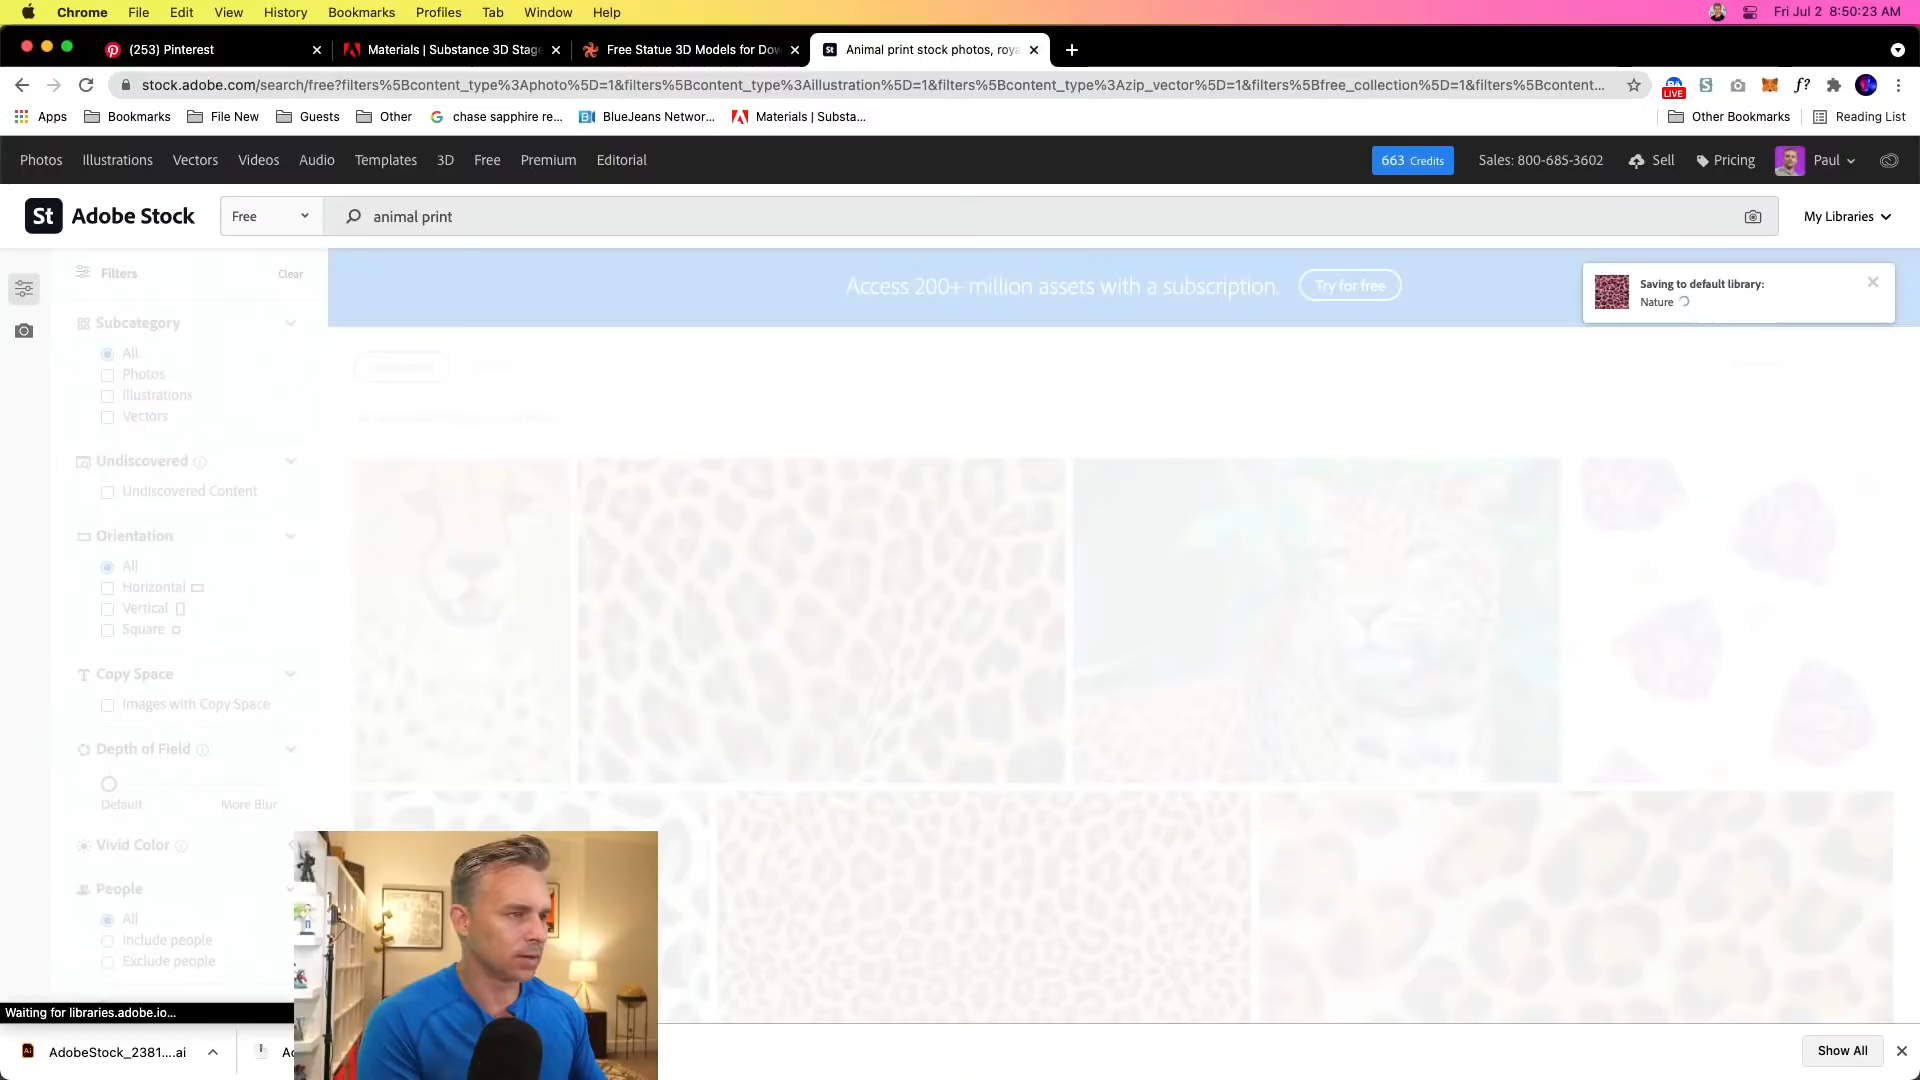 Chrome File Edit View History Bookmarks Profiles Tab Window Help Fri Jul 2 8:50:23 AM
(253) Pinterest Materials | Substance 3D Stage Free Statue 3D Models for Dow Animal print stock photos, roya
stock.adobe.com/search/free?filters%5Bcontent_type%3Aphoto%5D=1&filters%5Bcontent_type%3Aillustration%5D=1&filters%5Bcontent_type%3Azip_vector%5D=1&filters%5Bfree_collection%5D=1&filters%5Bcontent... LIVE f?
Apps Bookmarks File New Guests Other G chase sapphire re... BlueJeans Networ... Materials | Substa... Other Bookmarks Reading List
Photos Illustrations Vectors Videos Audio Templates 3D Free Premium Editorial 663 Credits Sales: 800-685-3602 Sell Pricing Paul
St Adobe Stock Free animal print My Libraries
Filters Clear
Access 200+ million assets with a subscription. Try for free
Saving to default library:
Nature
Subcategory
All
Photos
Illustrations
Vectors
Undiscovered
Undiscovered Content
Orientation
All
Horizontal
Vertical
Square
Copy Space
Images with Copy Space
Depth of Field
Default More Blur
Vivid Color
People
All
Include people
Exclude people
Waiting for libraries.adobe.io...
Ai AdobeStock_2381....ai
Show All